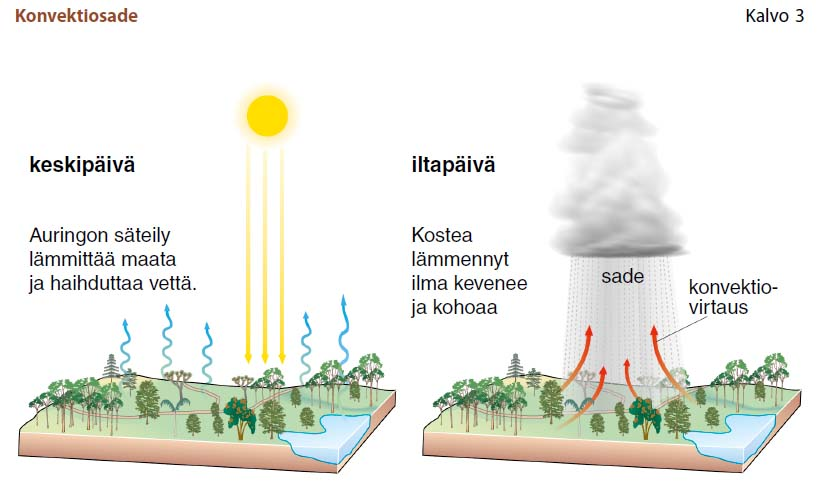 Konvektiosade
Kalvo 3
keskipäivä
Auringon säteily
lämmittää maata
ja haihduttaa vettä.
iltapäivä
Kostea
lämmennyt
ilma kevenee
ja kohoaa
sade
konvektio-
virtaus